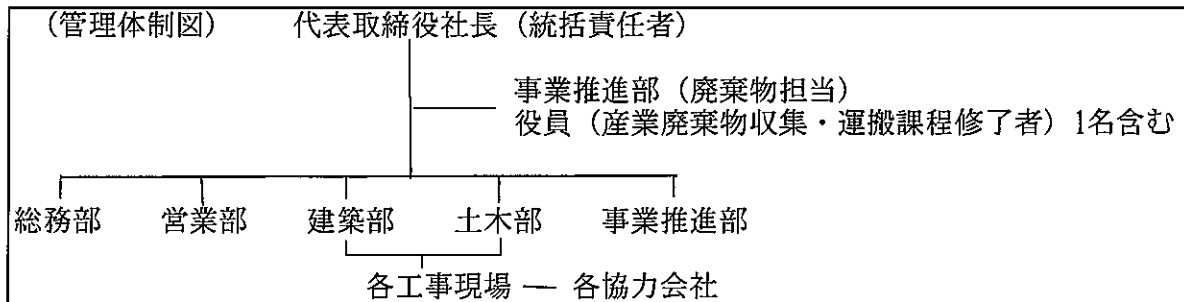 （管理体制図） 代表取締役社長（統括責任者）
事業推進部（廃棄物担当）
役員（産業廃棄物収集・運搬課程修了者）1名含む
総務部 営業部 建築部 土木部 事業推進部
各工事現場 — 各協力会社